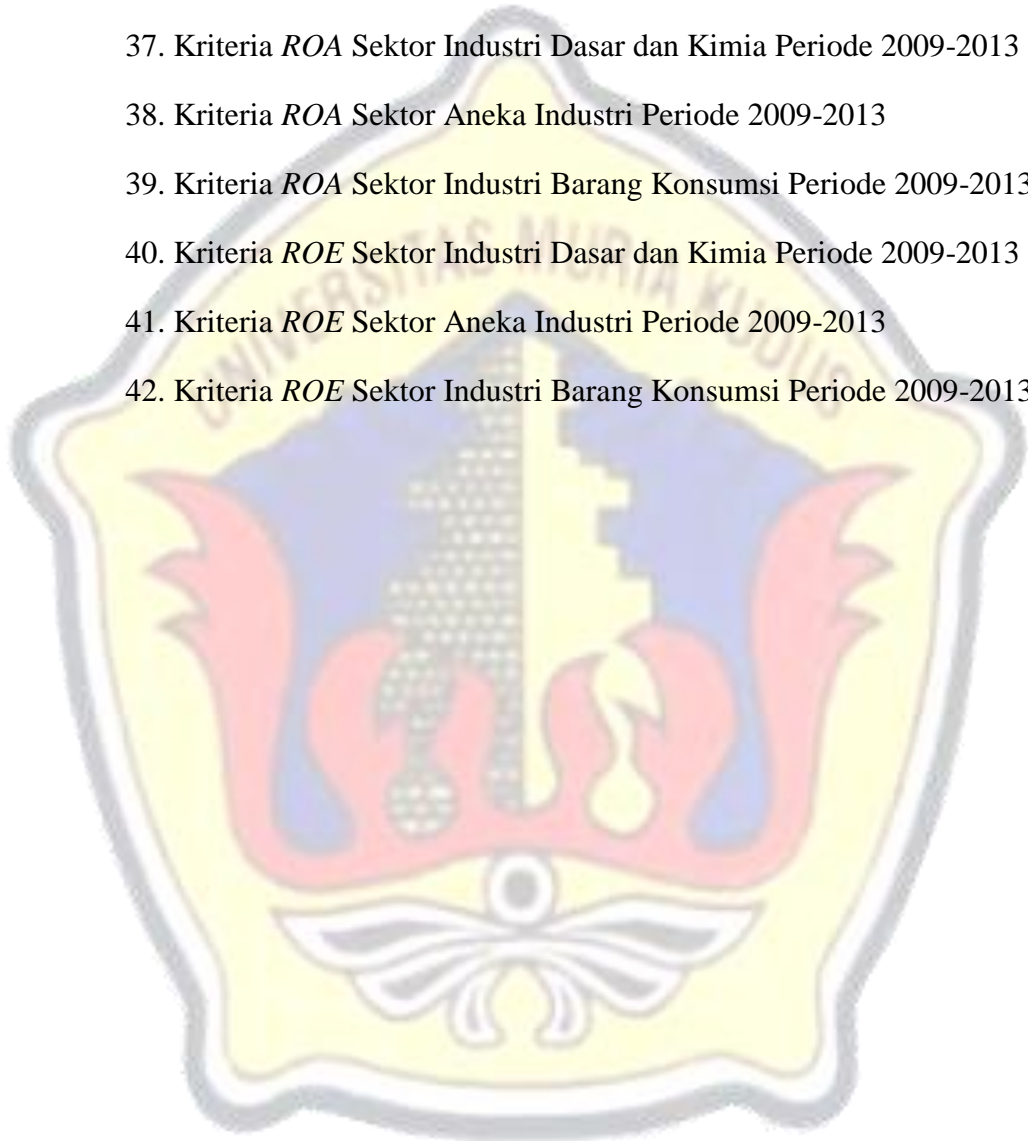 37. Kriteria ROA Sektor Industri Dasar dan Kimia Periode 2009-2013
38. Kriteria ROA Sektor Aneka Industri Periode 2009-2013
39. Kriteria ROA Sektor Industri Barang Konsumsi Periode 2009-2013
40. Kriteria ROE Sektor Industri Dasar dan Kimia Periode 2009-2013
UNIVERSITAS MURIA KUDUS
41. Kriteria ROE Sektor Aneka Industri Periode 2009-2013
42. Kriteria ROE Sektor Industri Barang Konsumsi Periode 2009-2013